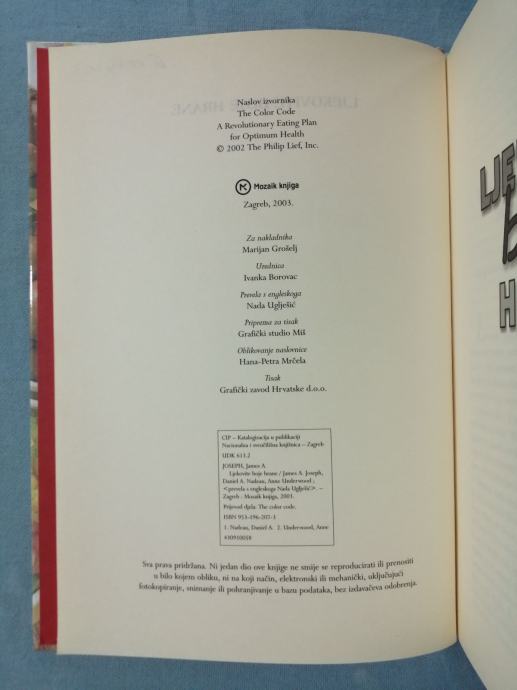 Naslov izvornika
The Color Code
A Revolutionary Eating Plan
for Optimum Health
© 2002 The Philip Lief, Inc.
Mozaik knjiga
Zagreb, 2003.
Za nakladnika
Marijan Grošelj
Urednica
Ivanka Borovac
Prevela s engleskoga
Nada Uglješić
Priprema za tisak
Grafički studio Miš
Oblikovanje naslovnice
Hana-Petra Mrčela
Tisak
Grafički zavod Hrvatske d.o.o.
CIP – Katalogizacija u publikaciji
Nacionalna i sveučilišna knjižnica – Zagreb
UDK 613.2
JOSEPH, James A
Ljekovite boje hrane / James A. Joseph,
Daniel A. Nadeau, Anne Underwood ;
<prevela s engleskoga Nada Uglješić>. –
Zagreb : Mozaik knjiga, 2003.
Prijevod djela: The color code.
ISBN 953-196-207-3
1. Nadeau, Daniel A. 2. Underwood, Anne
430910058
Sva prava pridržana. Ni jedan dio ove knjige ne smije se reproducirati ili prenositi
u bilo kojem obliku, ni na koji način, elektronski ili mehanički, uključujući
fotokopiranje, snimanje ili pohranjivanje u bazu podataka, bez izdavačeva odobrenja.
LJE
b
H